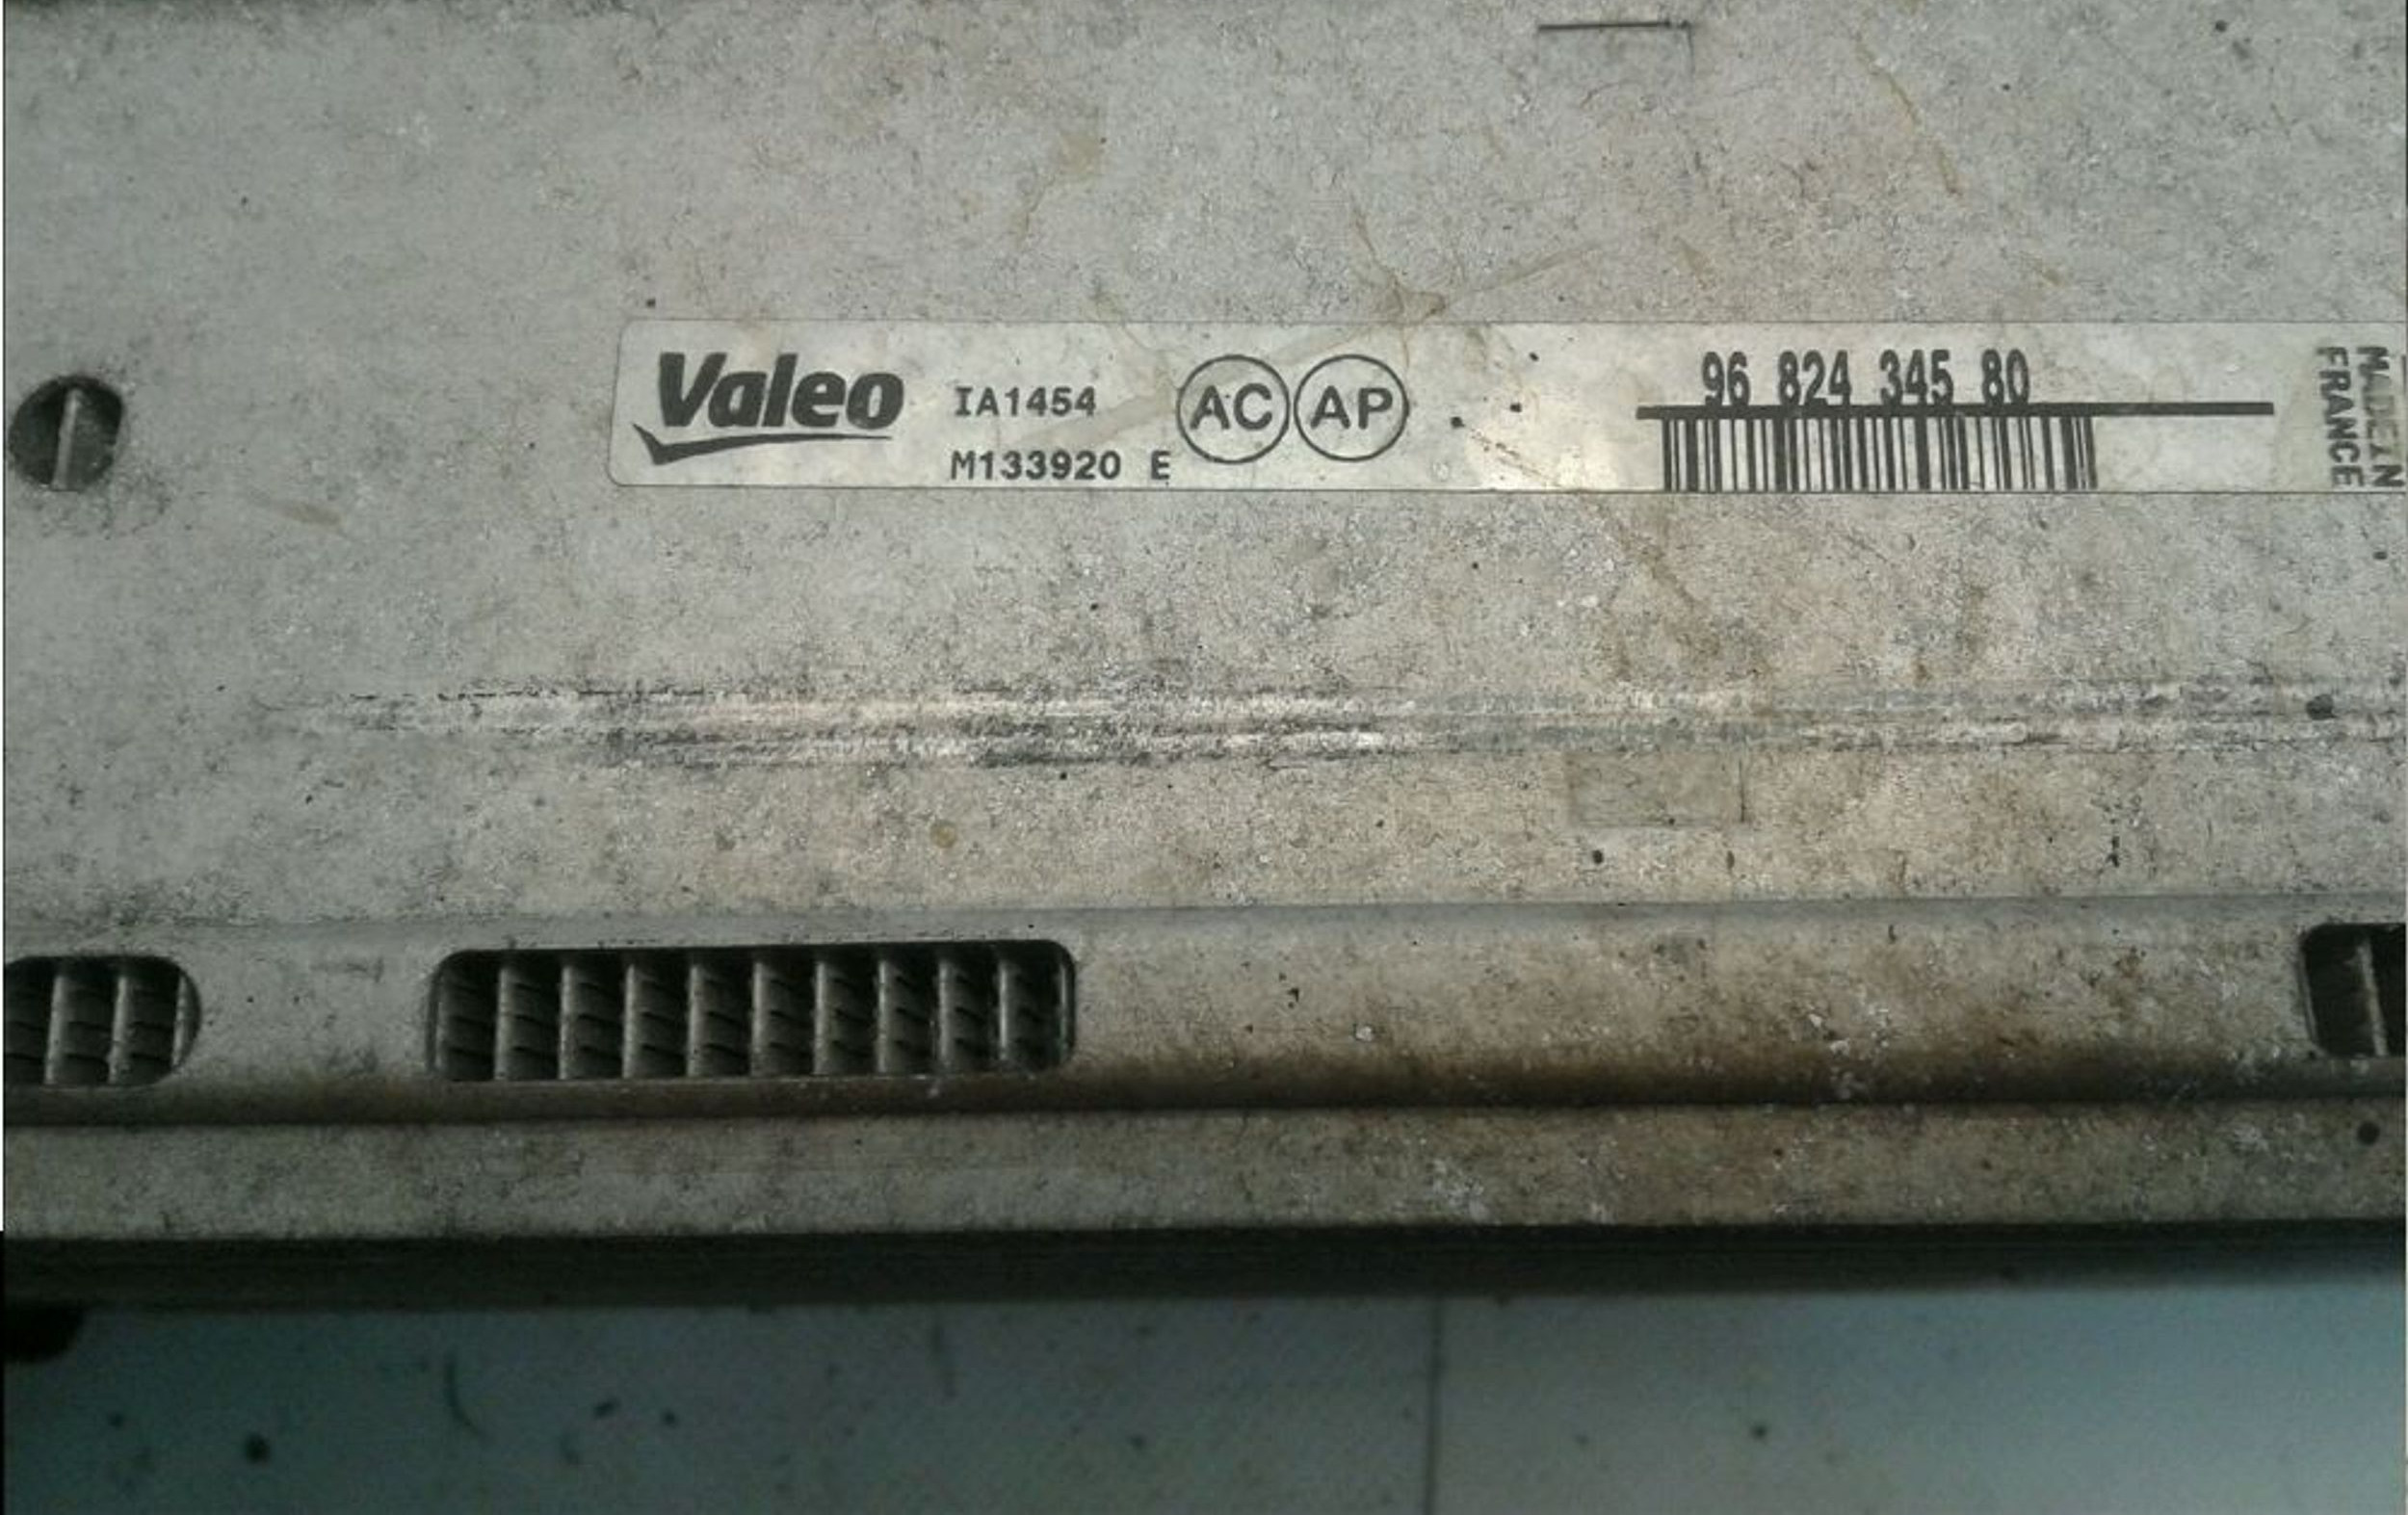 Valeo
IA1454
M133920 E
AC AP
96 824 345 80
MADE IN
FRANCE